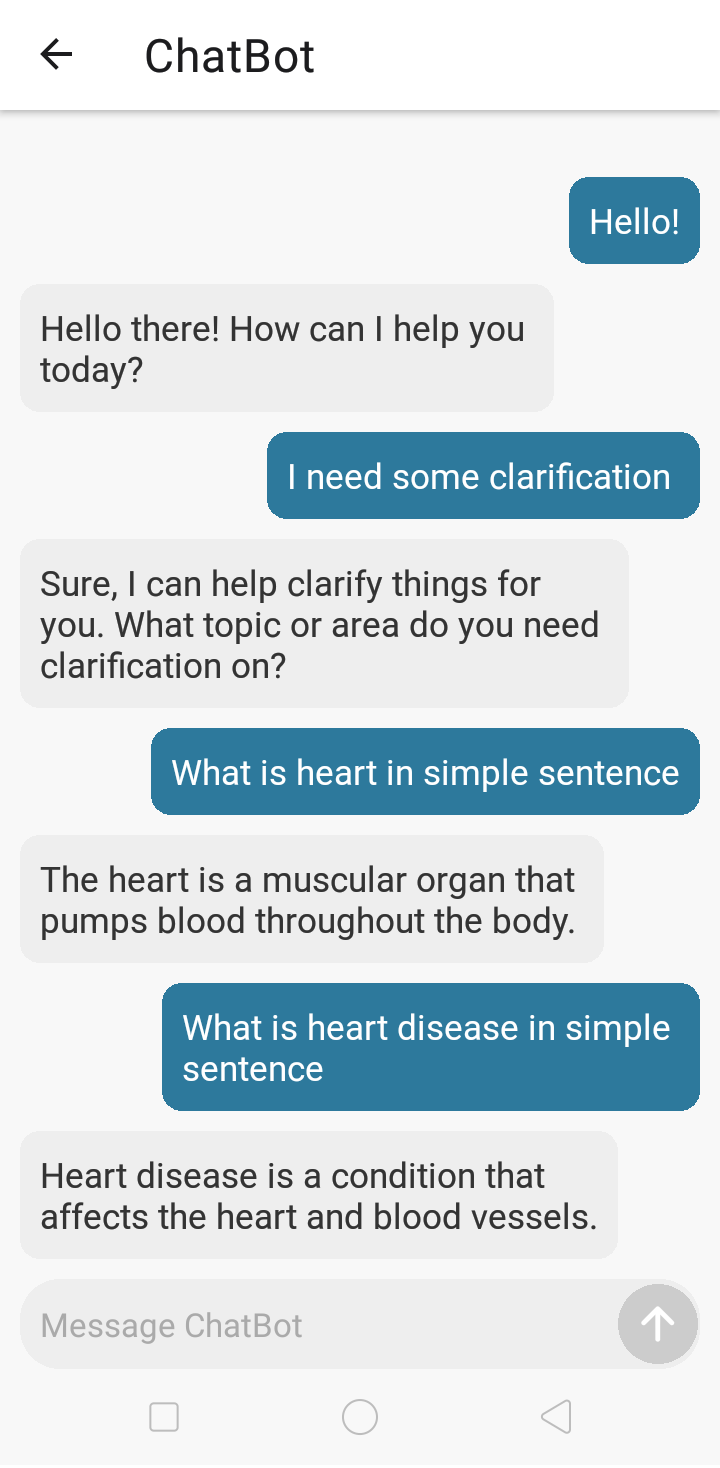 ChatBot
Hello!
Hello there! How can I help you
today?
I need some clarification
Sure, I can help clarify things for
you. What topic or area do you need
clarification on?
What is heart in simple sentence
The heart is a muscular organ that
pumps blood throughout the body.
What is heart disease in simple
sentence
Heart disease is a condition that
affects the heart and blood vessels.
Message ChatBot